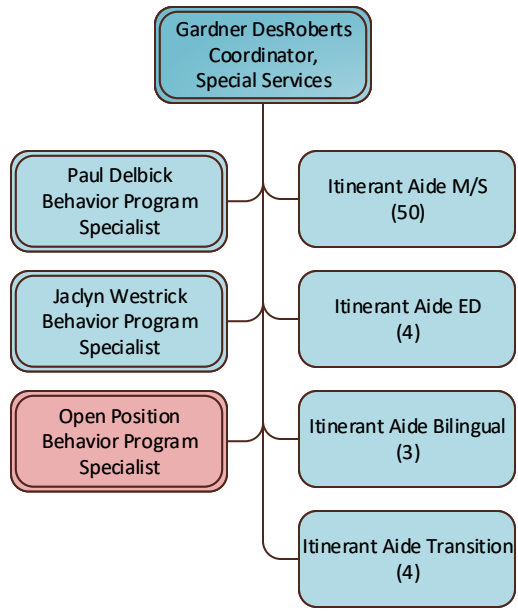 Gardner DesRoberts
Coordinator,
Special Services
Paul Delbick
Behavior Program
Specialist
Itinerant Aide M/S
(50)
Jaclyn Westrick
Behavior Program
Specialist
Itinerant Aide ED
(4)
Open Position
Behavior Program
Specialist
Itinerant Aide Bilingual
(3)
Itinerant Aide Transition
(4)